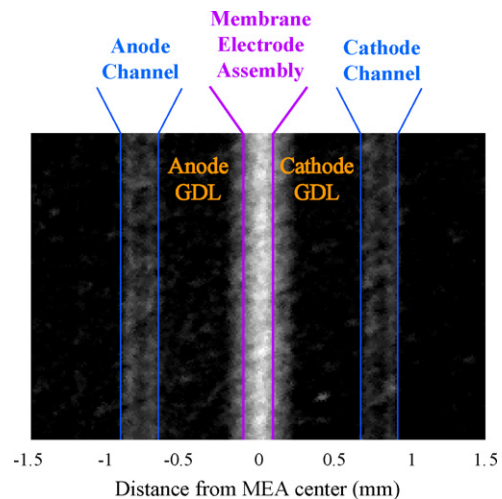 Membrane
Electrode
Assembly
Anode
Channel
Cathode
Channel
Anode
GDL
Cathode
GDL
-1.5 -1 -0.5 0 0.5 1 1.5
Distance from MEA center (mm)